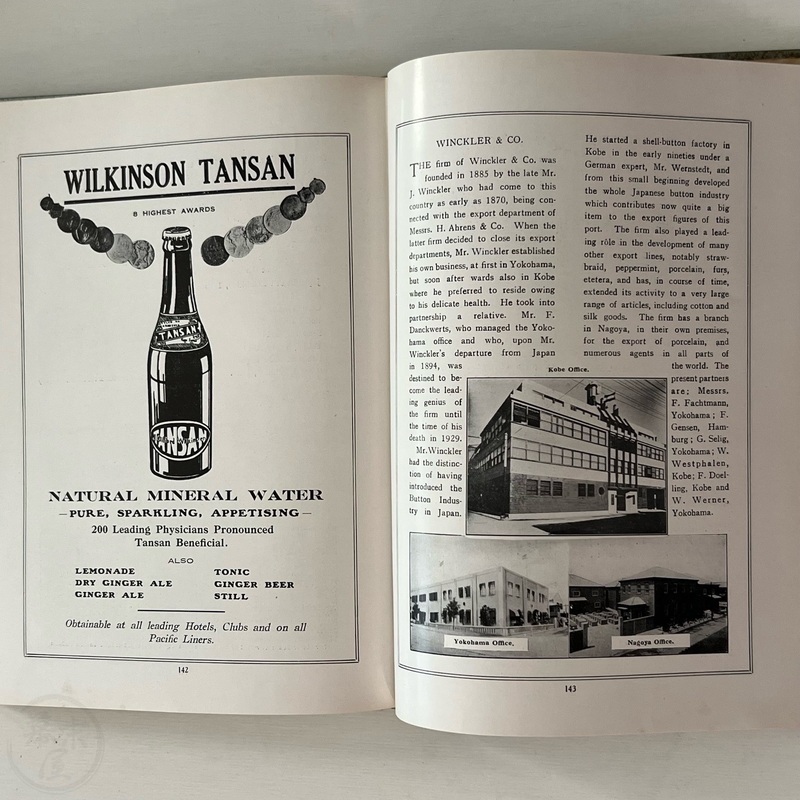 WILKINSON TANSAN
8 HIGHEST AWARDS
TANSAN
TANSAN
NATURAL MINERAL WATER
—PURE, SPARKLING, APPETISING—
200 Leading Physicians Pronounced
Tansan Beneficial.
ALSO
LEMONADE
DRY GINGER ALE
GINGER ALE
TONIC
GINGER BEER
STILL
Obtainable at all leading Hotels, Clubs and on all
Pacific Liners.
142
WINCKLER & CO.
THE firm of Winckler & Co. was
founded in 1885 by the late Mr.
J. Winckler who had come to this
country as early as 1870, being con-
nected with the export department of
Messrs. H. Ahrens & Co. When the
latter firm decided to close its export
departments, Mr. Winckler established
his own business, at first in Yokohama,
but soon after wards also in Kobe
where he preferred to reside owing
to his delicate health. He took into
partnership a relative. Mr. F.
Danckwerts, who managed the Yoko-
hama office and who, upon Mr.
Winckler's departure from Japan
in 1894, was
destined to be-
come the lead-
ing genius of
the firm until
the time of his
death in 1929.
Mr.Winckler
had the distinc-
tion of having
introduced the
Button Indus-
try in Japan.
He started a shell-button factory in
Kobe in the early nineties under a
German expert, Mr. Wernstedt, and
from this small beginning developed
the whole Japanese button industry
which contributes now quite a big
item to the export figures of this
port. The firm also played a lead-
ing rôle in the development of many
other export lines, notably straw-
braid, peppermint, porcelain, furs,
etcetera, and has, in course of time,
extended its activity to a very large
range of articles, including cotton and
silk goods. The firm has a branch
in Nagoya, in their own premises,
for the export of porcelain, and
numerous agents in all parts of
the world. The
present partners
are; Messrs.
F. Fachtmann,
Yokohama; F.
Gensen, Ham-
burg; G. Selig,
Yokohama; W.
Westphalen,
Kobe; F. Doel-
ling, Kobe and
W. Werner,
Yokohama.
Kobe Office.
Yokohama Office,
Nagoya Office.
143